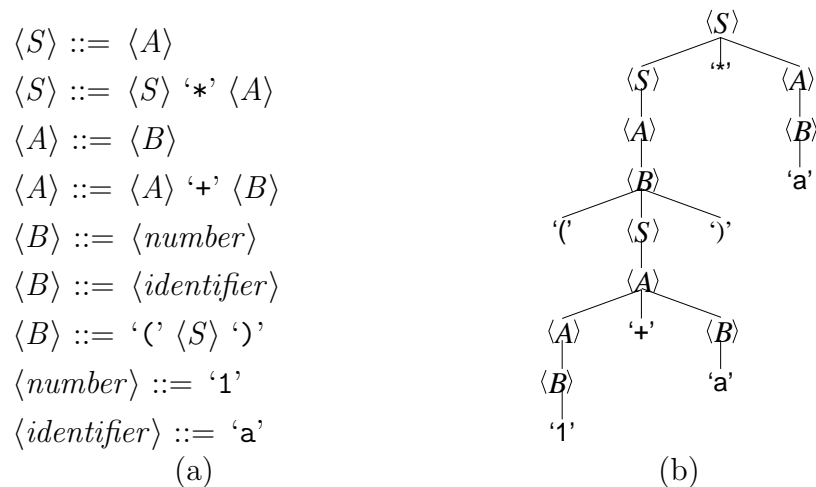 ⟨S⟩ ::= ⟨A⟩
⟨S⟩ ::= ⟨S⟩ ‘*’ ⟨A⟩
⟨A⟩ ::= ⟨B⟩
⟨A⟩ ::= ⟨A⟩ ‘+’ ⟨B⟩
⟨B⟩ ::= ⟨number⟩
⟨B⟩ ::= ⟨identifier⟩
⟨B⟩ ::= ‘(’ ⟨S⟩ ‘)’
⟨number⟩ ::= ‘1’
⟨identifier⟩ ::= ‘a’
(a)
⟨S⟩
⟨S⟩ ‘*’ ⟨A⟩
⟨A⟩ ⟨B⟩
⟨B⟩ ‘a’
‘(’ ⟨S⟩ ‘)’
⟨A⟩
⟨A⟩ ‘+’ ⟨B⟩
⟨B⟩ ‘a’
‘1’
(b)